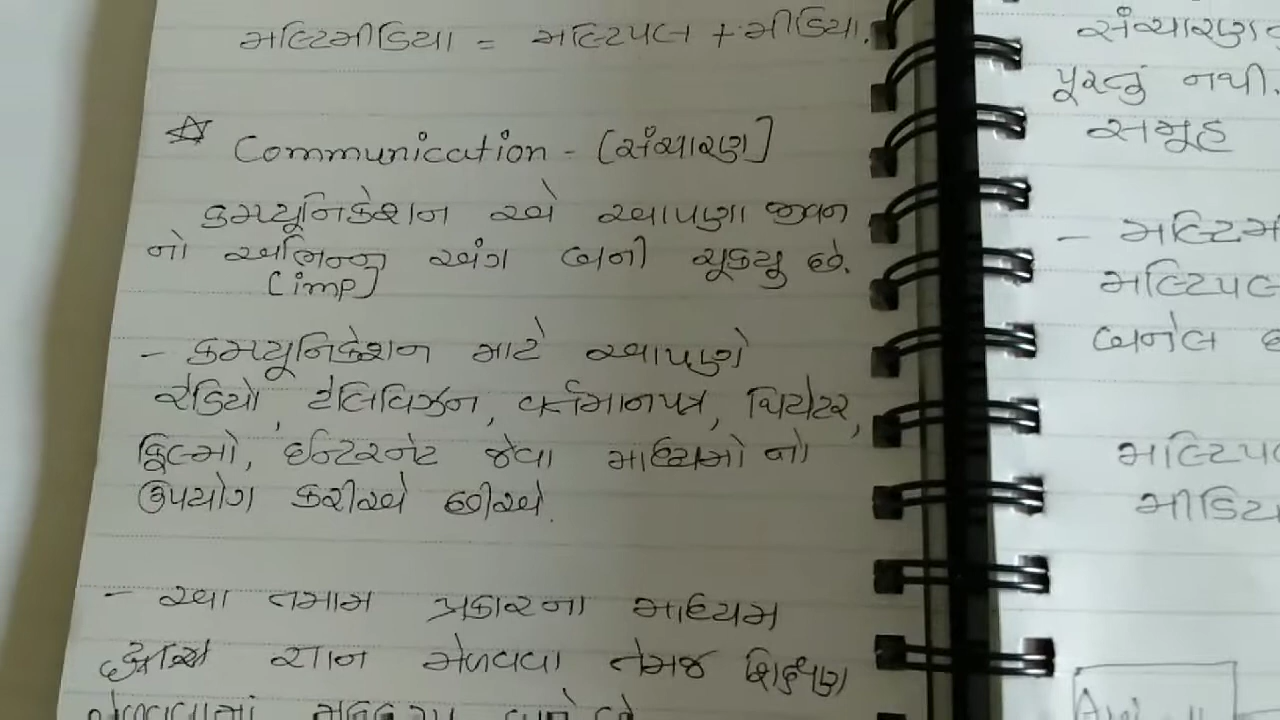 મલ્ટિમીડિયા = મલ્ટિપલ + મીડિયા.
☆ Communication - [સંચારણ]
કમ્યૂનિકેશન એ આપણા જીવન
નો અભિન્ન અંગ બની ચૂક્યુ છે.
[imp]
- કમ્યૂનિકેશન માટે આપણે
રેડિયો, ટેલિવિઝન, વર્તમાનપત્ર, થિયેટર,
ફિલ્મો, ઈન્ટરનેટ જેવા માધ્યમો નો
ઉપયોગ કરીએ છીએ.
- આ તમામ પ્રકારના માધ્યમ
જ્ઞાન મેળવવા તેમજ શિક્ષણ
સંચારણ
પૂરતું નથી.
સમૂહ
- મલ્ટિમ
મલ્ટિપલ
બનેલ
મલ્ટિપ
મીડિય